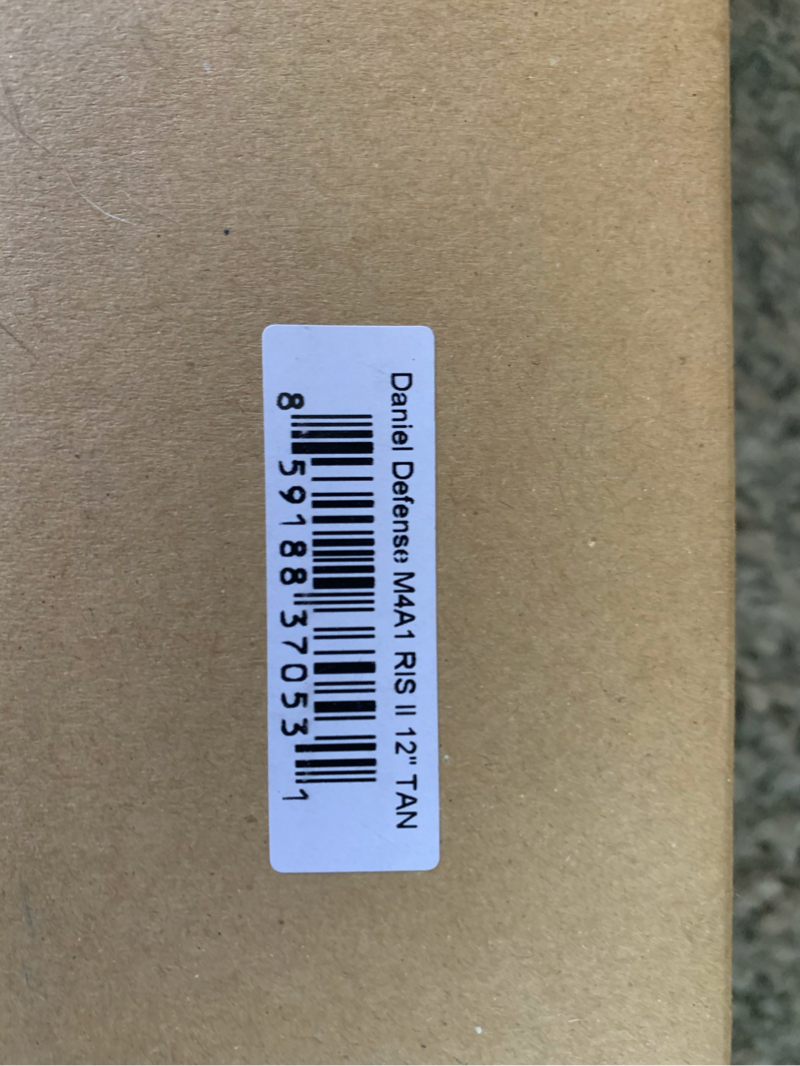 Daniel Defense M4A1 RIS II 12" TAN
8 59188 37053 1